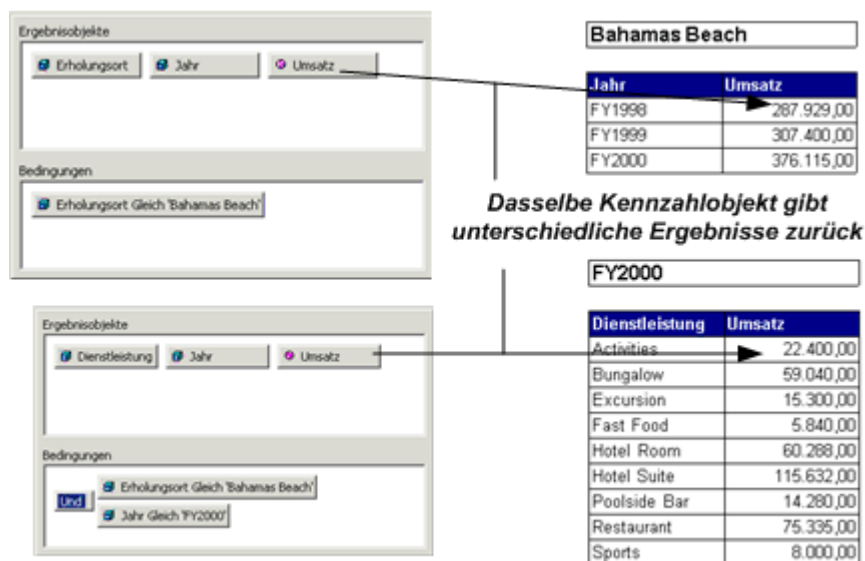 Ergebnisobjekte
Erholungsort Jahr Umsatz
Bedingungen
Erholungsort Gleich 'Bahamas Beach'
Bahamas Beach
Jahr Umsatz
FY1998 287.929,00
FY1999 307.400,00
FY2000 376.115,00
Dasselbe Kennzahlobjekt gibt
unterschiedliche Ergebnisse zurück
Ergebnisobjekte
Dienstleistung Jahr Umsatz
Bedingungen
Und
Erholungsort Gleich 'Bahamas Beach'
Jahr Gleich 'FY2000'
FY2000
Dienstleistung Umsatz
Activities 22.400,00
Bungalow 59.040,00
Excursion 15.300,00
Fast Food 5.840,00
Hotel Room 60.288,00
Hotel Suite 115.632,00
Poolside Bar 14.280,00
Restaurant 75.335,00
Sports 8.000,00